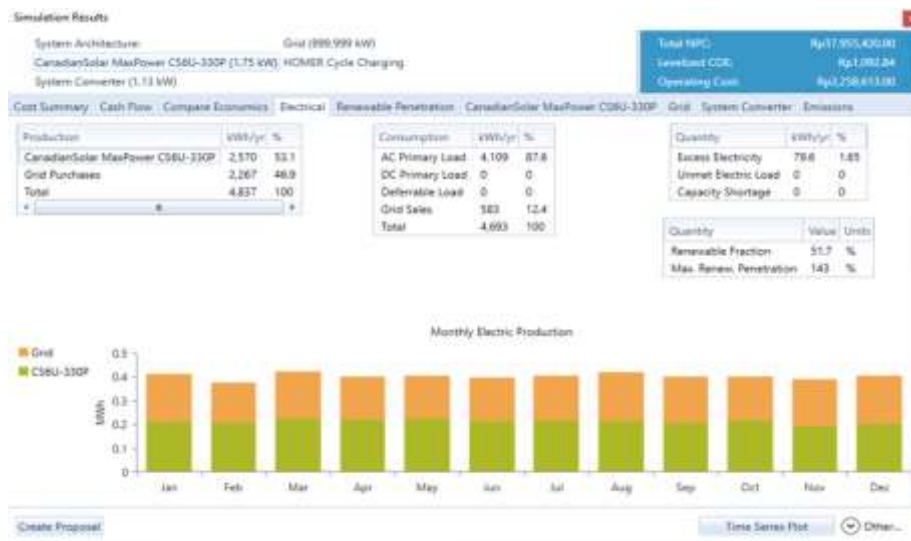 Simulation Results
System Architecture: Grid (999,999 kW)
CanadianSolar MaxPower CS6U-330P (1.75 kW) HOMER Cycle Charging
System Converter (1.13 kW)
Total NPC:
Levelized COE: Rp1,092.84
Operating Cost:
Cost Summary Cash Flow Compare Economics Electrical Renewable Penetration CanadianSolar MaxPower CS6U-330P Grid System Converter Emissions
Production kWh/yr %
CanadianSolar MaxPower CS6U-330P 2,570 53.1
Grid Purchases 2,267 46.9
Total 4,837 100
Consumption kWh/yr %
AC Primary Load 4,109 87.6
DC Primary Load 0 0
Deferrable Load 0 0
Grid Sales 583 12.4
Total 4,693 100
Quantity kWh/yr %
Excess Electricity 79.6 1.65
Unmet Electric Load 0 0
Capacity Shortage 0 0
Quantity Value Units
Renewable Fraction 51.7 %
Max. Renew. Penetration 143 %
Monthly Electric Production
Grid
CS6U-330P
MWh
0.5
0.4
0.3
0.2
0.1
0
Jan Feb Mar Apr May Jun Jul Aug Sep Oct Nov Dec
Create Proposal Time Series Plot Other...